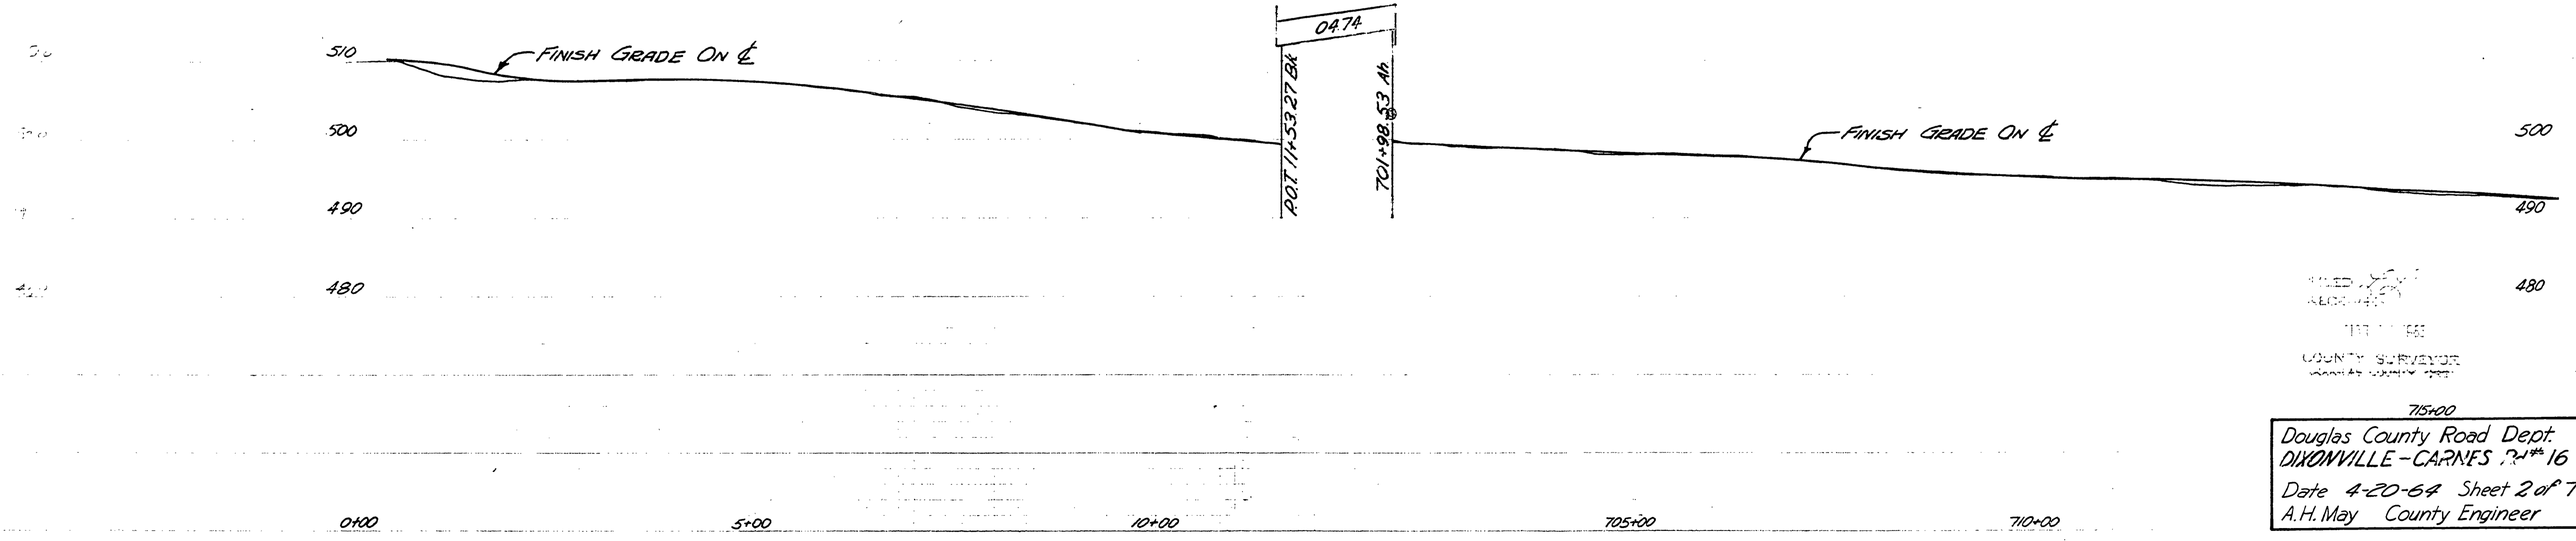 04.74
510
FINISH GRADE ON ℄
P.O.T. 11+53.27 Bk
701+98.53 Ah.
500
FINISH GRADE ON ℄
500
490
490
480
480
COUNTY SURVEYOR
715+00
Douglas County Road Dept.
DIXONVILLE - CARNES Rd # 16
Date 4-20-64 Sheet 2 of 7
A.H. May County Engineer
0+00
5+00
10+00
705+00
710+00